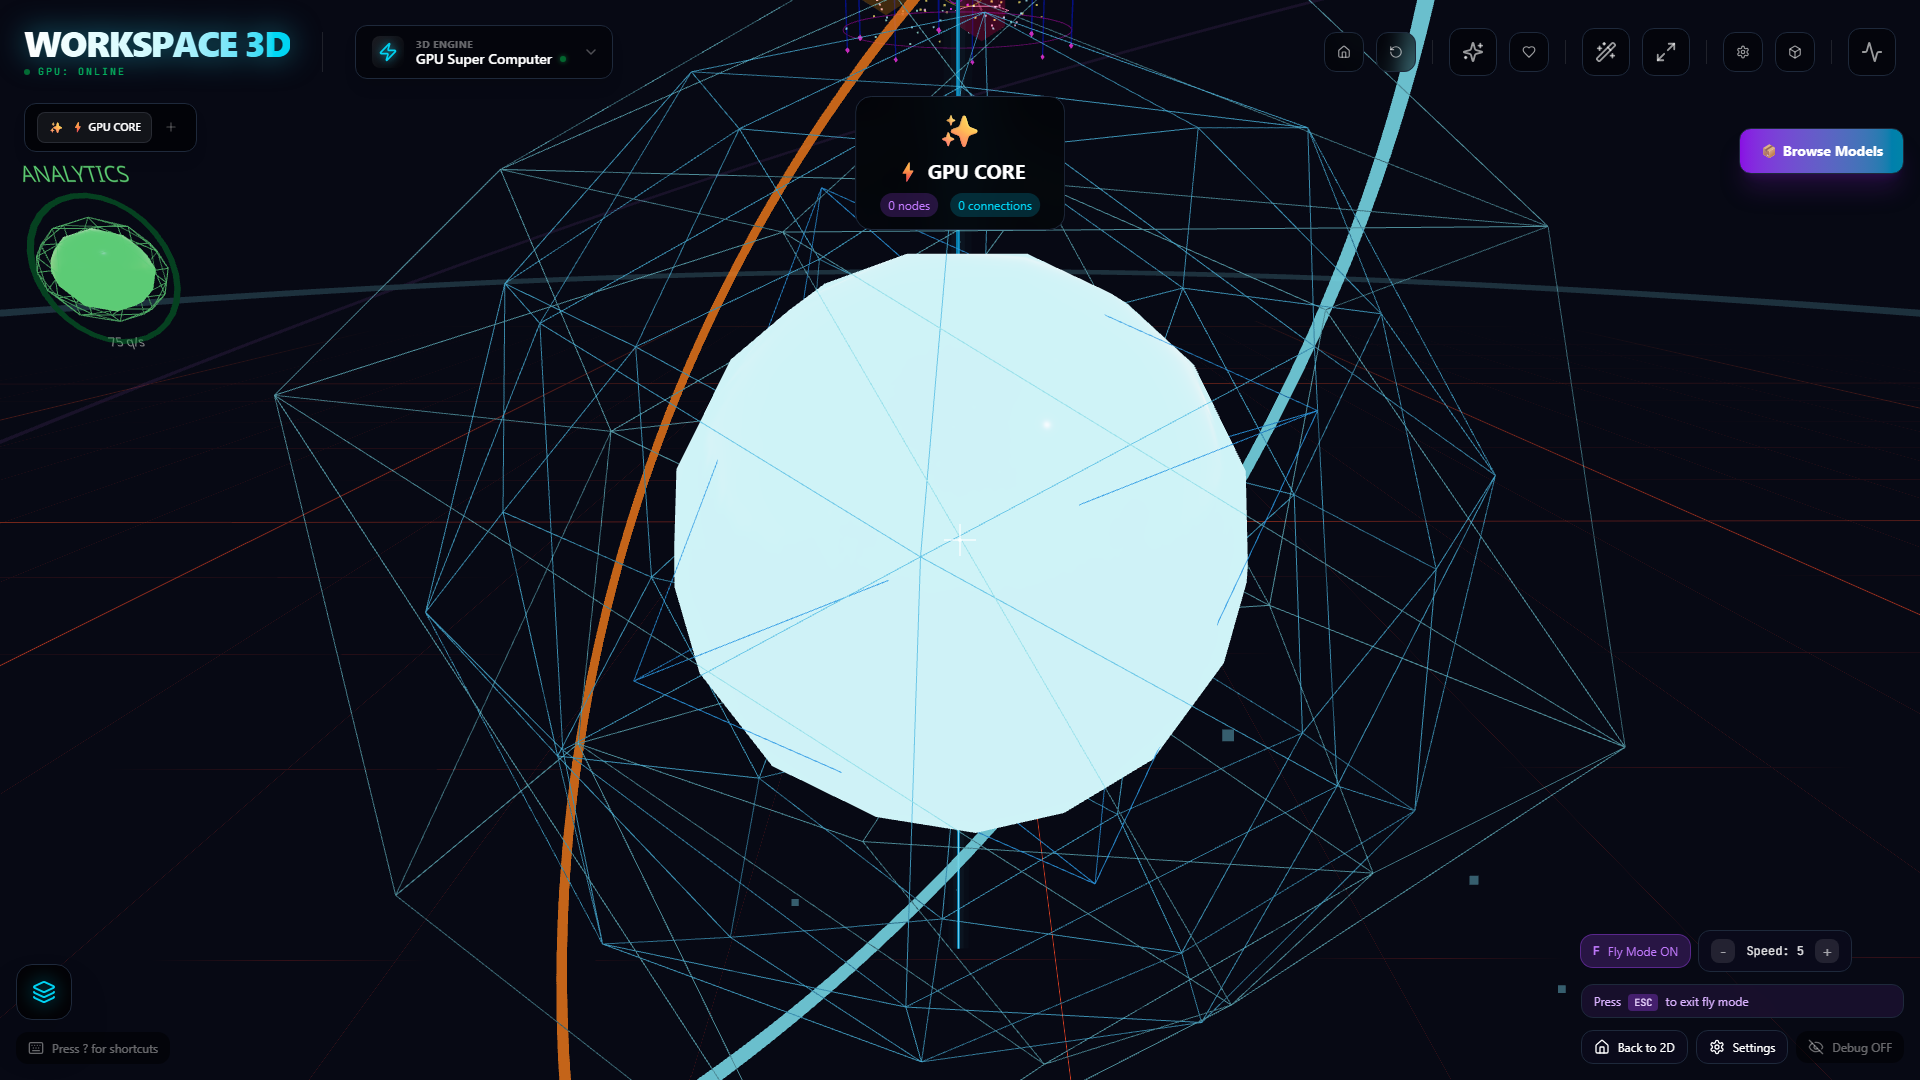 WORKSPACE 3D
GPU: ONLINE
3D ENGINE
GPU Super Computer
GPU CORE
+
ANALYTICS
75 q/s
GPU CORE
0 nodes
0 connections
Browse Models
F Fly Mode ON
- Speed: 5 +
Press ESC to exit fly mode
Back to 2D
Settings
Debug OFF
Press ? for shortcuts